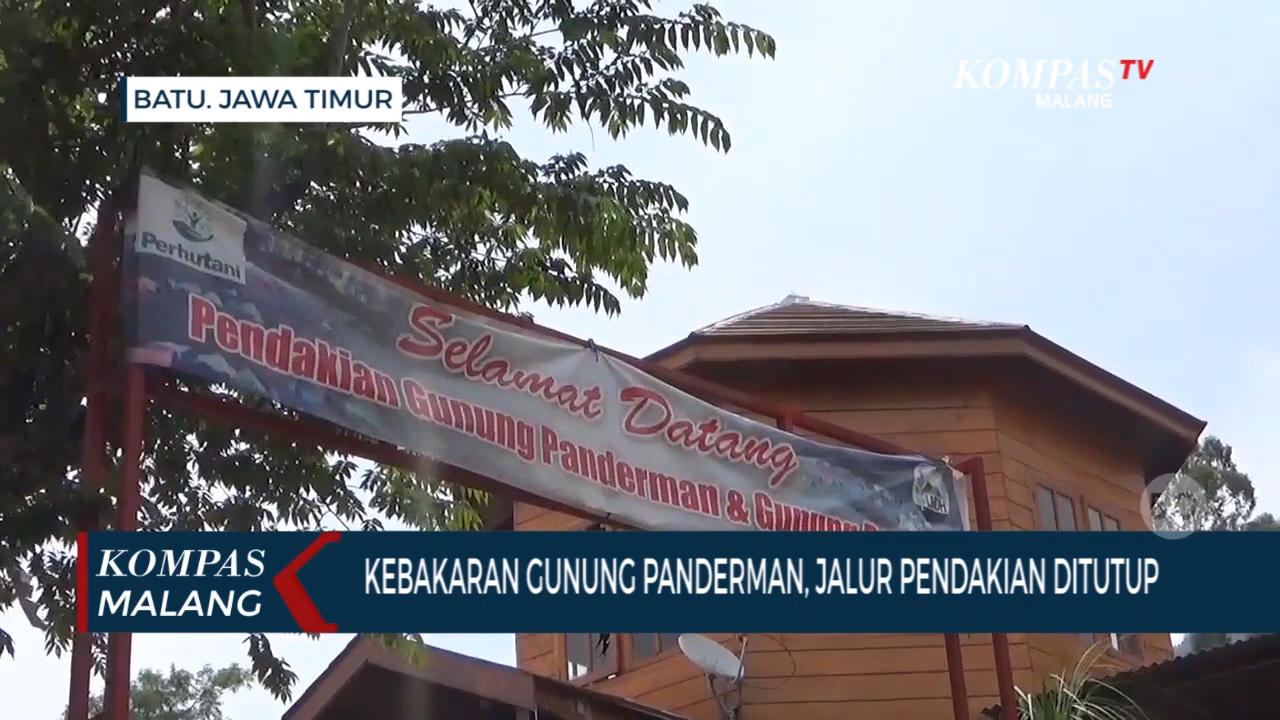 BATU. JAWA TIMUR
KOMPAS TV
MALANG
Perhutani
Selamat Datang
Pendakian Gunung Panderman & Gunung
KOMPAS
MALANG
KEBAKARAN GUNUNG PANDERMAN, JALUR PENDAKIAN DITUTUP